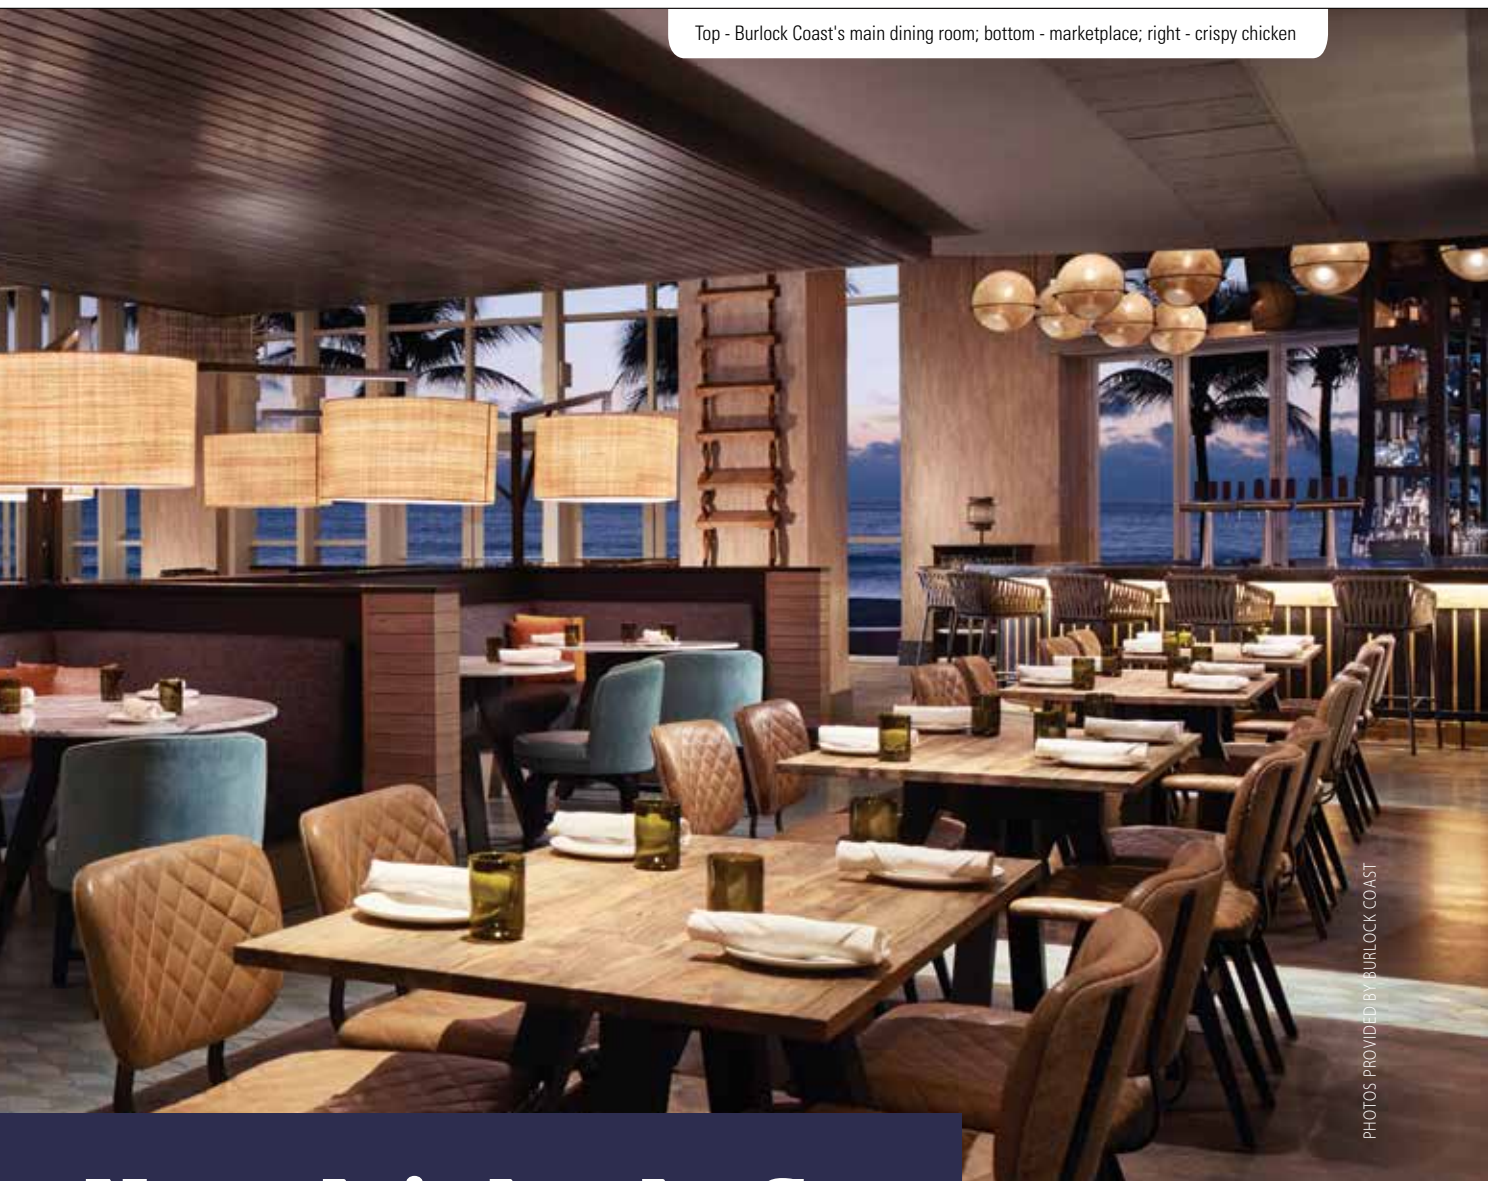 Top - Burlock Coast's main dining room; bottom - marketplace; right - crispy chicken
PHOTOS PROVIDED BY BURLOCK COAST